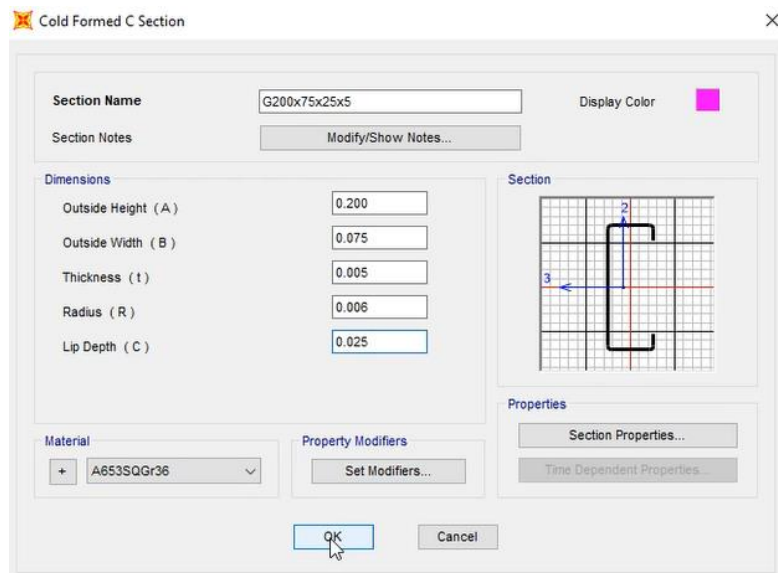 Cold Formed C Section
Section Name G200x75x25x5 Display Color
Section Notes Modify/Show Notes...
Dimensions
Outside Height ( A ) 0.200
Outside Width ( B ) 0.075
Thickness ( t ) 0.005
Radius ( R ) 0.006
Lip Depth ( C ) 0.025
Section
2
3
Properties
Section Properties...
Time Dependent Properties...
Material
+ A653SQGr36
Property Modifiers
Set Modifiers...
OK Cancel